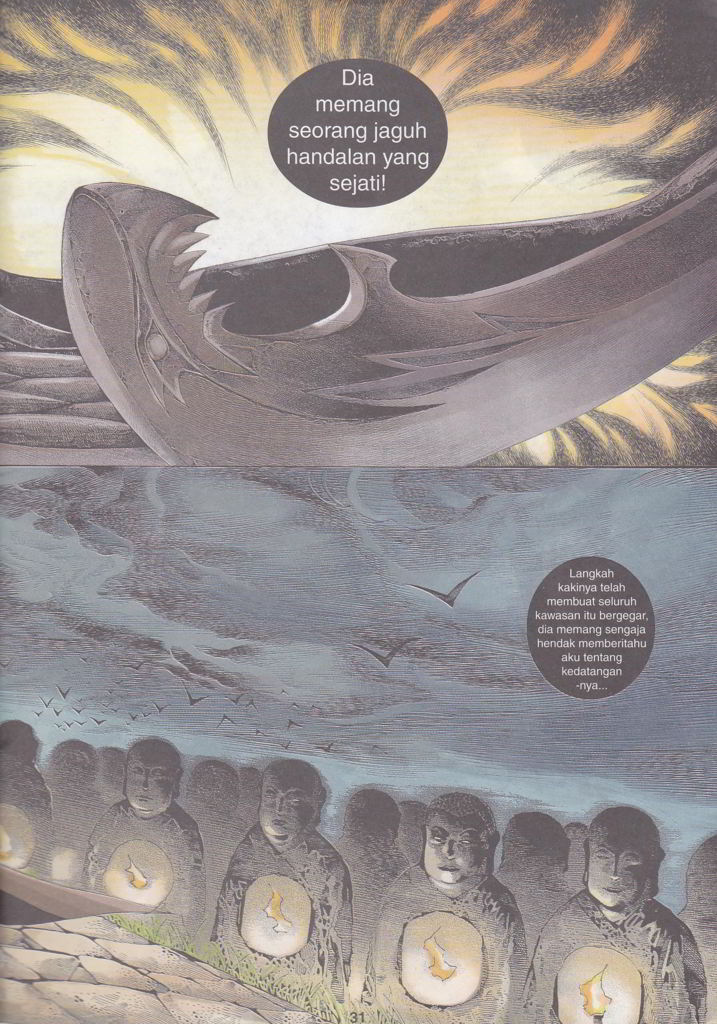 Dia
memang
seorang jaguh
handalan yang
sejati!
Langkah
kakinya telah
membuat seluruh
kawasan itu bergegar,
dia memang sengaja
hendak memberitahu
aku tentang
kedatangan
-nya...
31